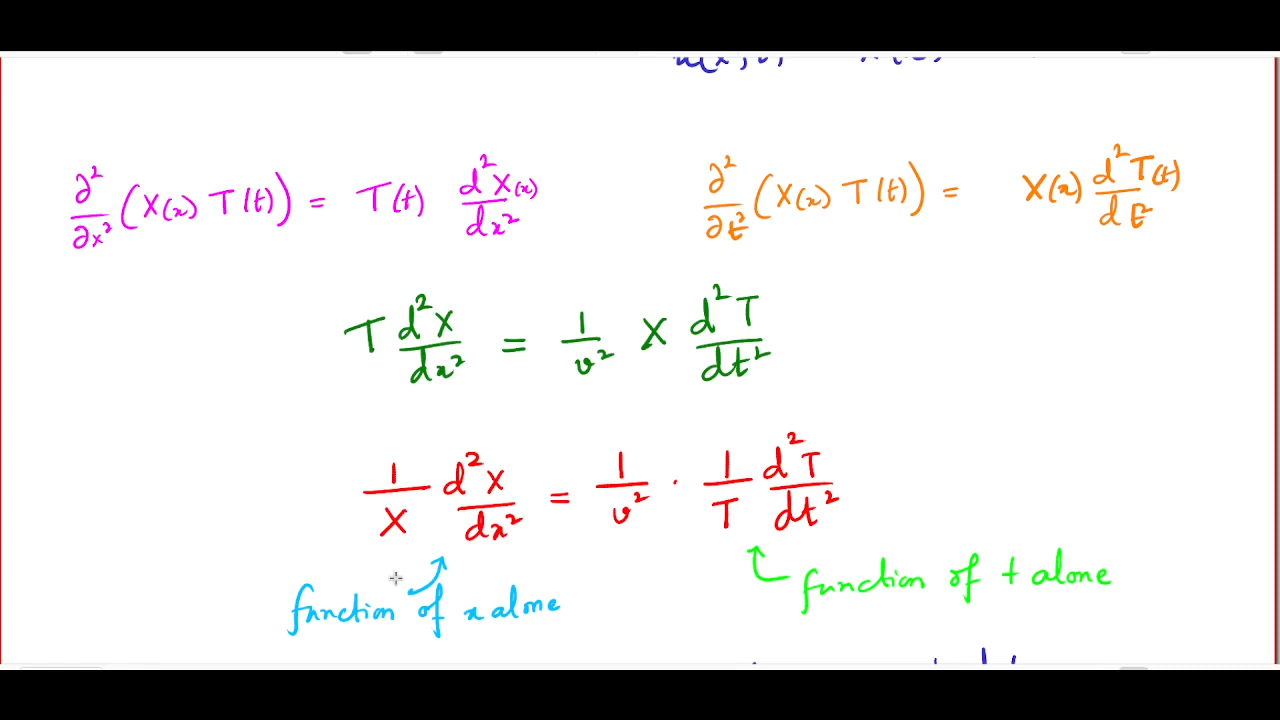 ∂²/∂x² (X(x) T(t)) = T(t) d²X(x)/dx²
∂²/∂t² (X(x) T(t)) = X(x) d²T(t)/dt²
T d²X/dx² = 1/v² X d²T/dt²
1/X d²X/dx² = 1/v² · 1/T d²T/dt²
function of x alone
function of t alone